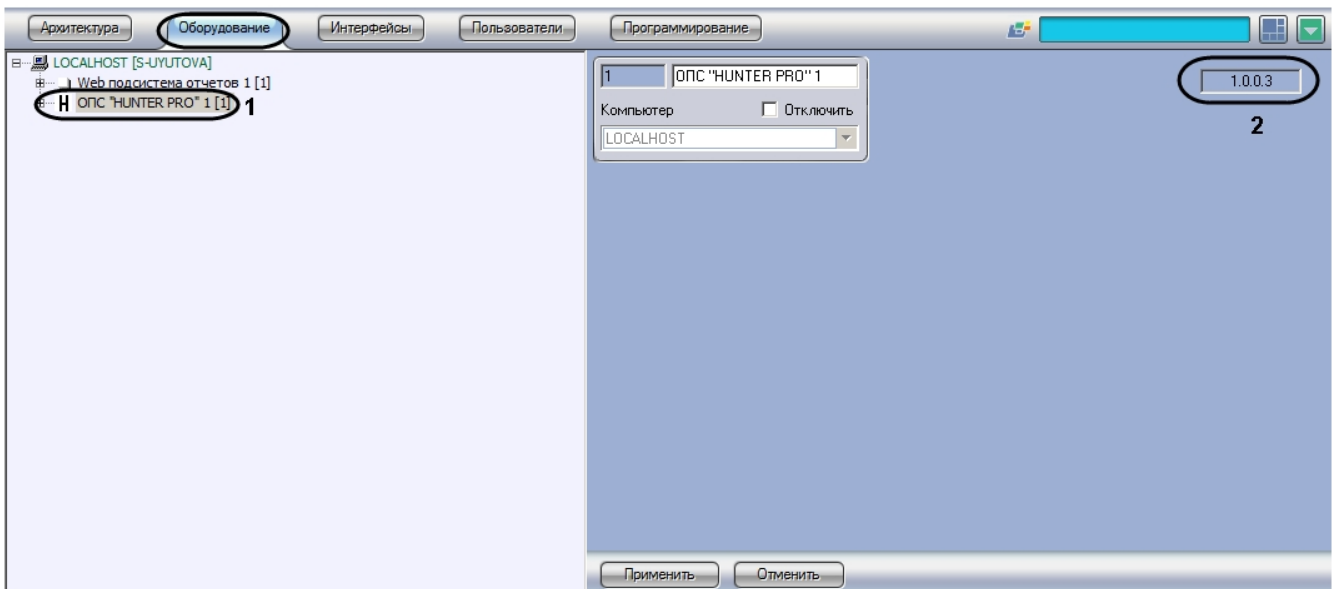 Архитектура Оборудование Интерфейсы Пользователи Программирование
LOCALHOST [S-UYUTOVA]
Web подсистема отчетов 1 [1]
H ОПС "HUNTER PRO" 1 [1] 1
1 ОПС "HUNTER PRO" 1
Компьютер Отключить
LOCALHOST
1.0.0.3
2
Применить Отменить